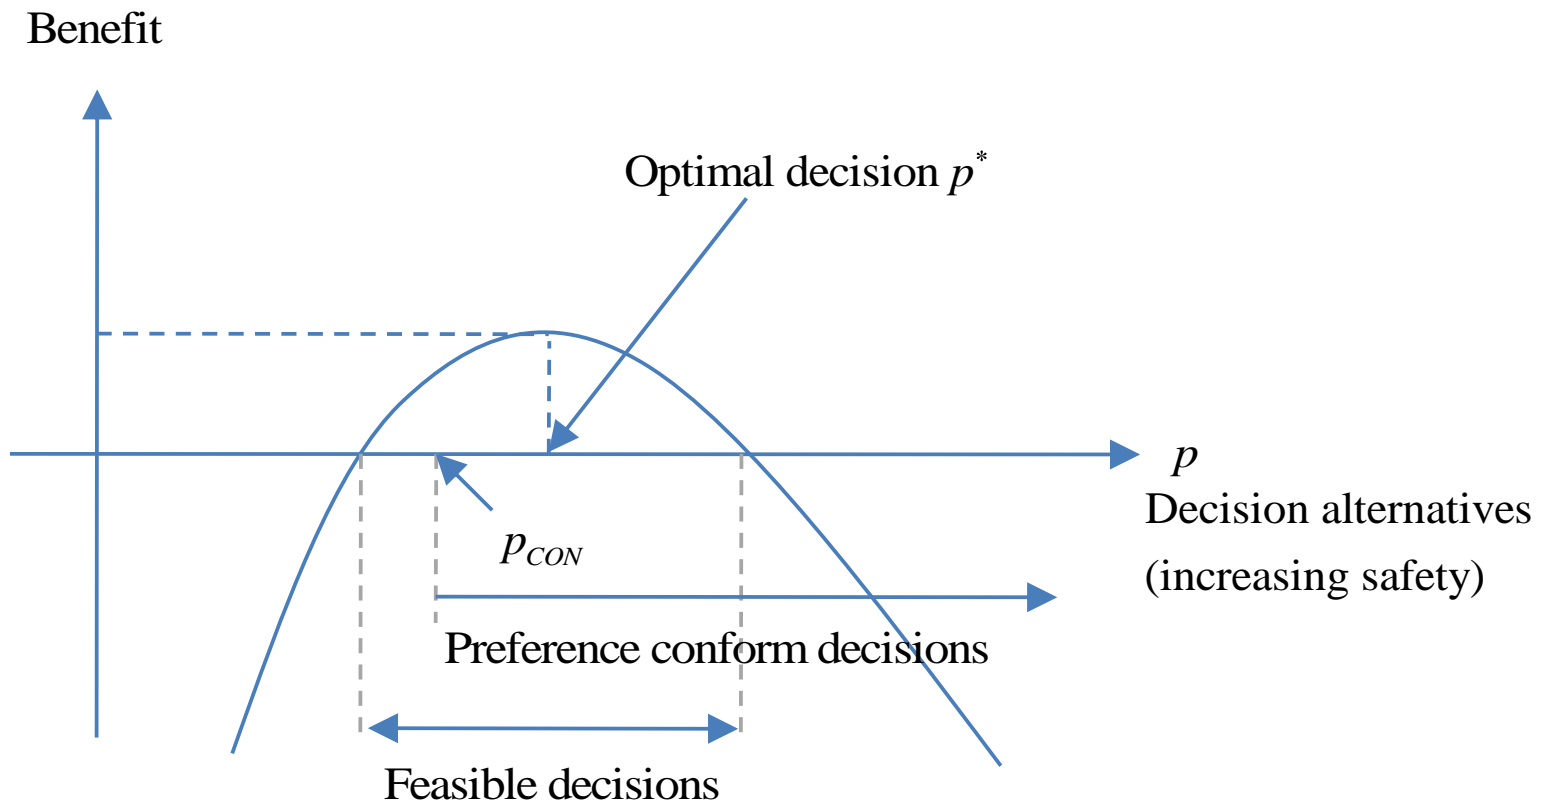 Benefit
Optimal decision p*
p
Decision alternatives
(increasing safety)
pCON
Preference conform decisions
Feasible decisions